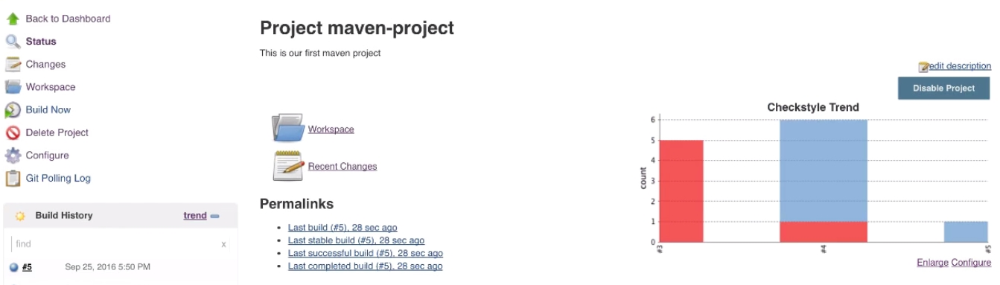 Back to Dashboard
Status
Changes
Workspace
Build Now
Delete Project
Configure
Git Polling Log
Build History trend
find x
#5 Sep 25, 2016 5:50 PM
Project maven-project
This is our first maven project
edit description
Disable Project
Workspace
Recent Changes
Permalinks
Last build (#5), 28 sec ago
Last stable build (#5), 28 sec ago
Last successful build (#5), 28 sec ago
Last completed build (#5), 28 sec ago
Checkstyle Trend
count
6
5
4
3
2
1
0
#3 #4 #5
Enlarge Configure